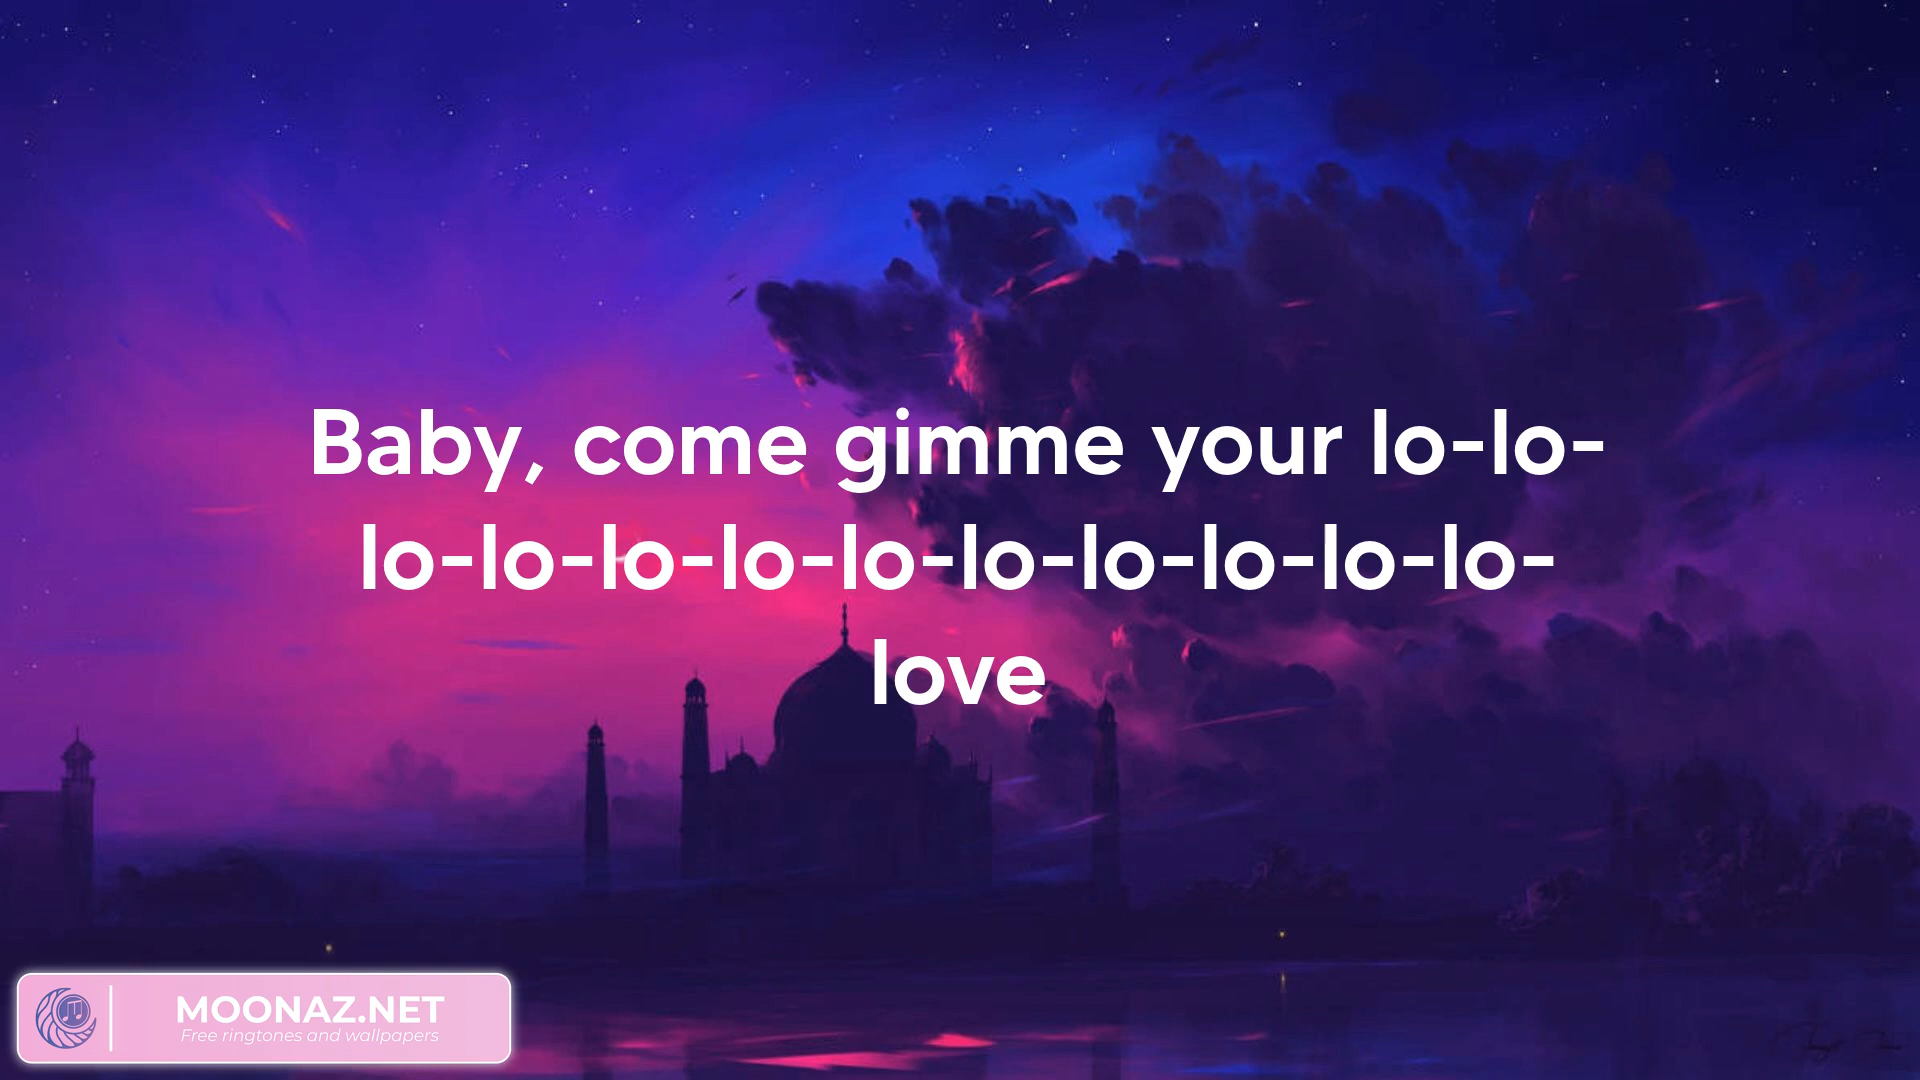 Baby, come gimme your lo-lo-
lo-lo-lo-lo-lo-lo-lo-lo-lo-lo-
love
MOONAZ.NET
Free ringtones and wallpapers